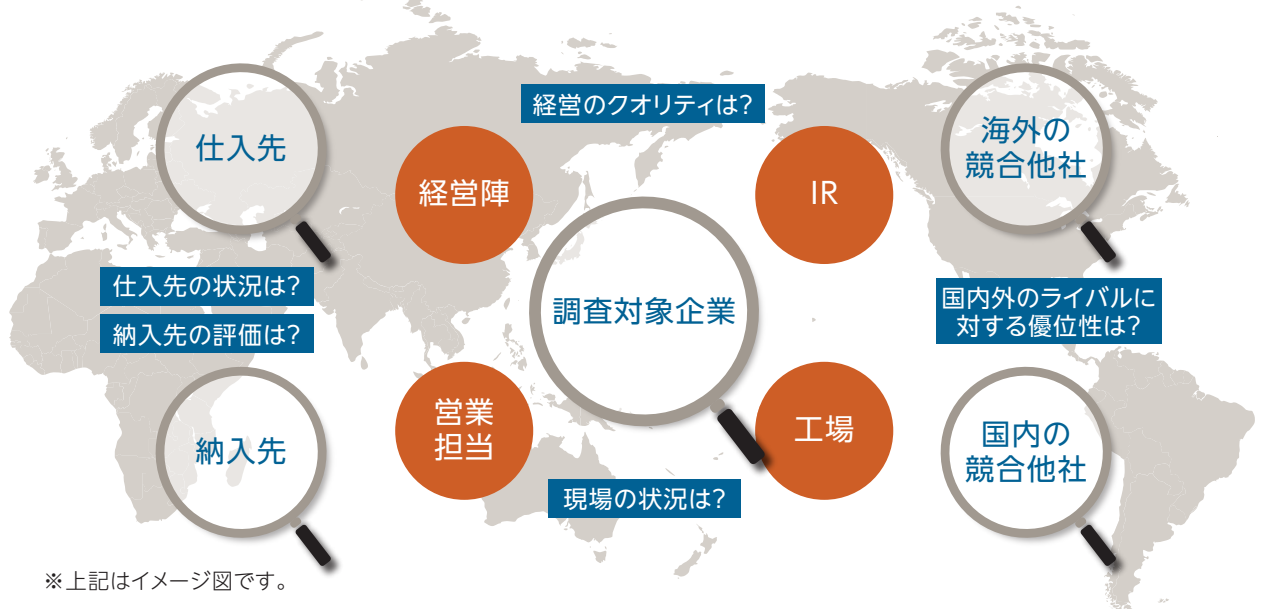 経営のクオリティは?
仕入先
経営陣
IR
海外の
競合他社
仕入先の状況は?
納入先の評価は?
調査対象企業
国内外のライバルに
対する優位性は?
納入先
営業
担当
工場
国内の
競合他社
現場の状況は?
※上記はイメージ図です。